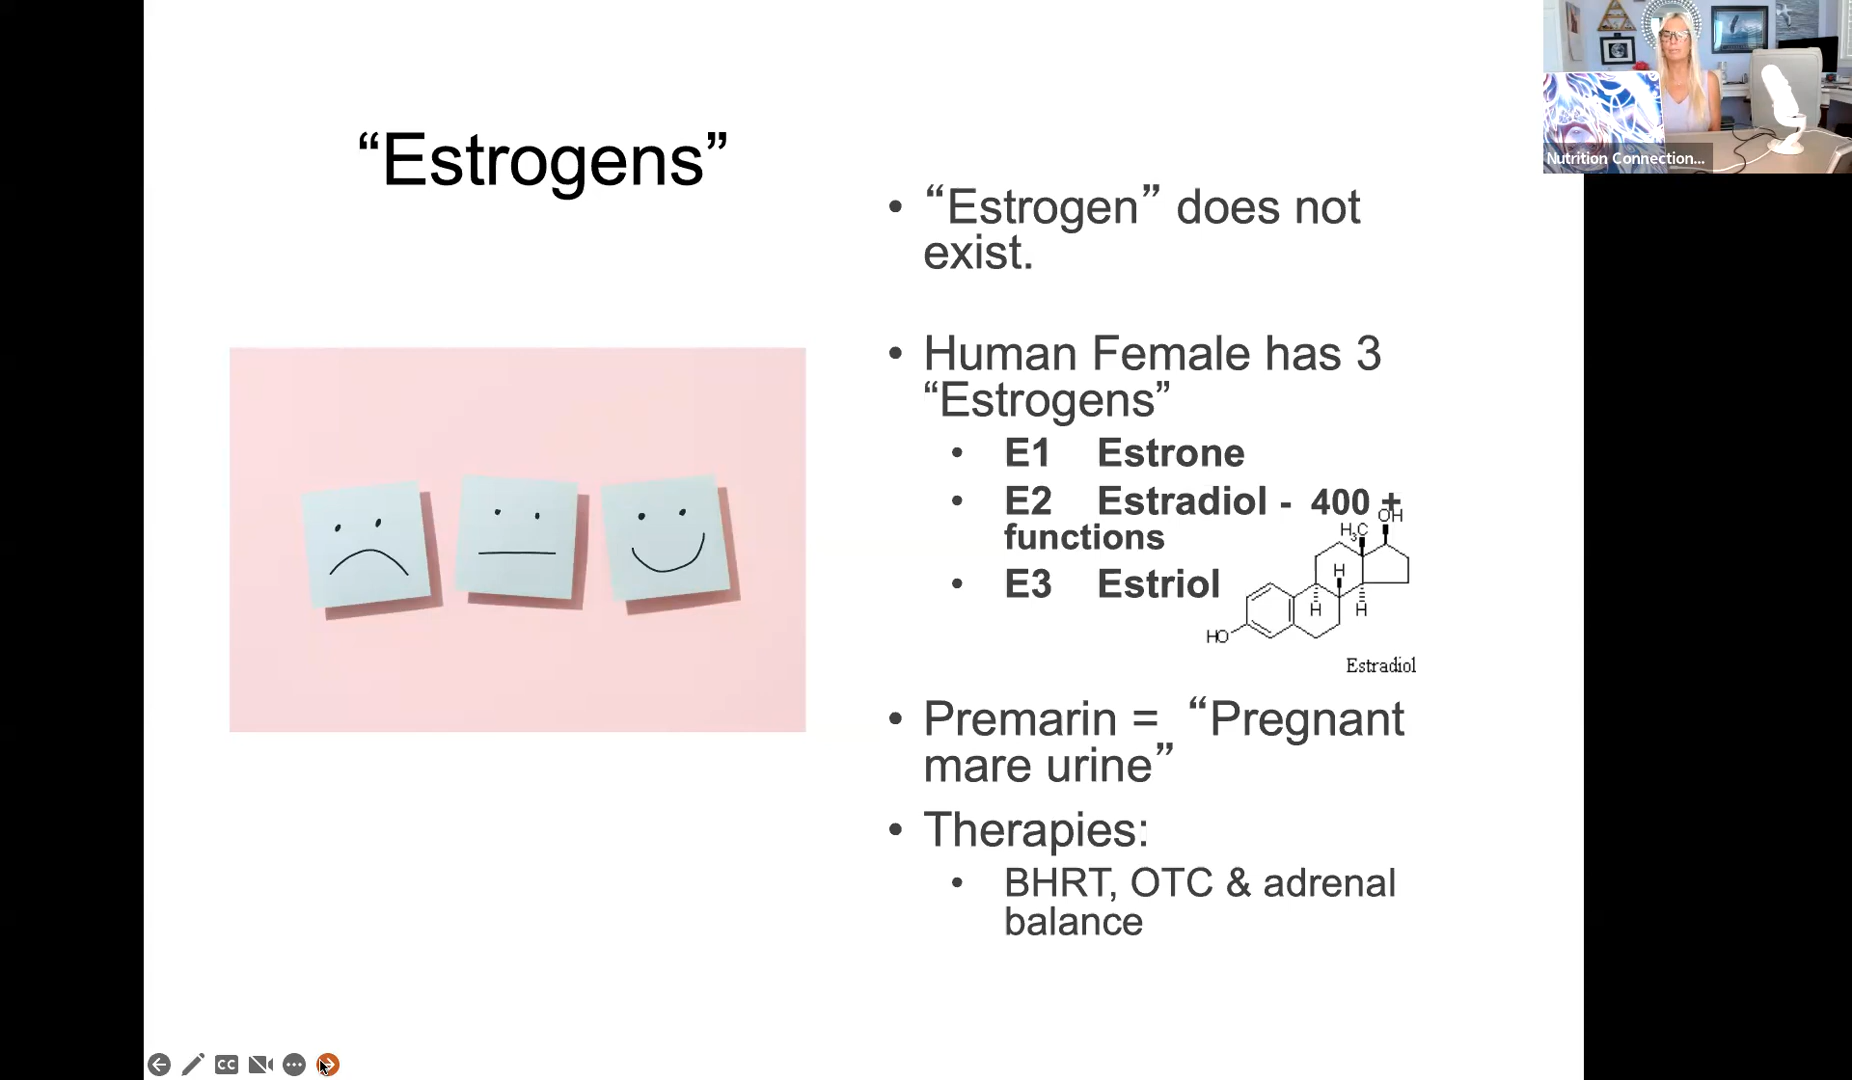 “Estrogens”
• “Estrogen” does not
exist.
• Human Female has 3
“Estrogens”
• E1 Estrone
• E2 Estradiol - 400 +
functions
• E3 Estriol
OH
H3C
H
H
H
HO
Estradiol
• Premarin = “Pregnant
mare urine”
• Therapies:
• BHRT, OTC & adrenal
balance
Nutrition Connection...
CC